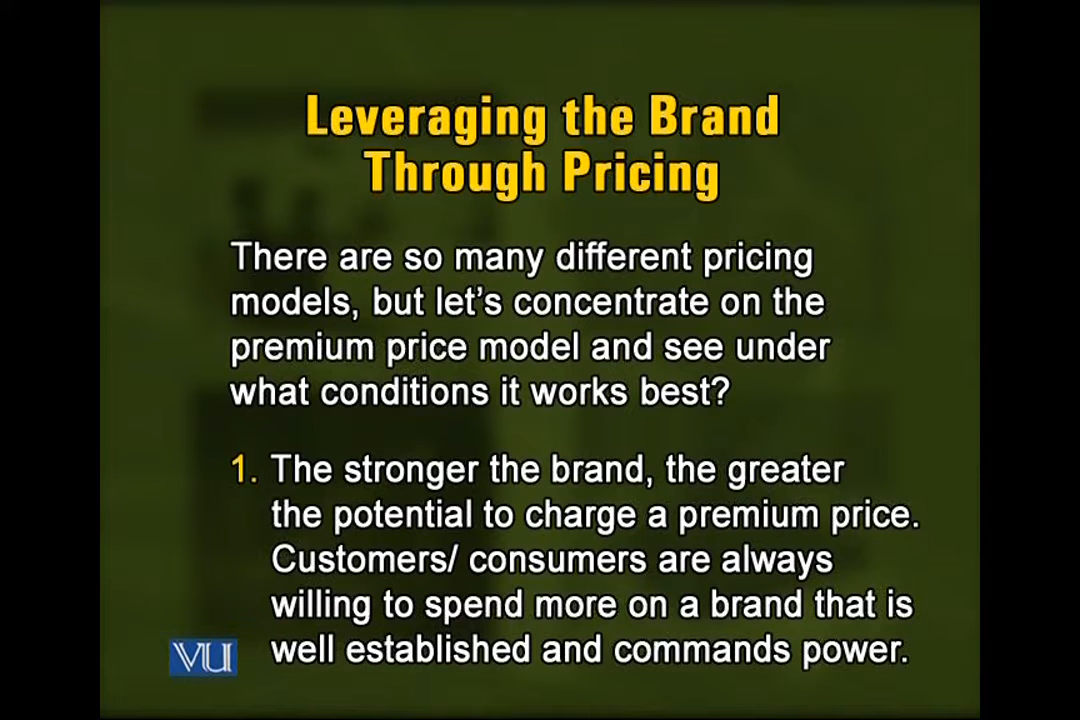 Leveraging the Brand
Through Pricing
There are so many different pricing
models, but let's concentrate on the
premium price model and see under
what conditions it works best?
1. The stronger the brand, the greater
the potential to charge a premium price.
Customers/ consumers are always
willing to spend more on a brand that is
well established and commands power.
VU